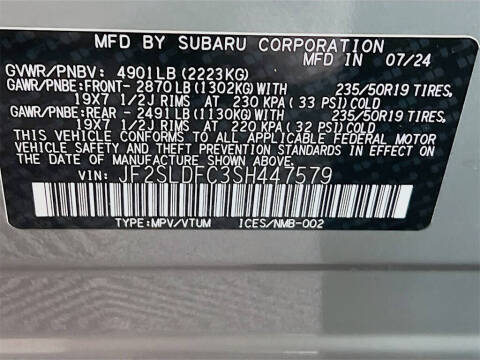 MFD BY SUBARU CORPORATION
MFD IN 07/24
GVWR/PNBV: 4901LB (2223KG)
GAWR/PNBE:FRONT- 2870LB(1302KG)WITH 235/50R19 TIRES,
19X7 1/2J RIMS AT 230 KPA (33 PSI)COLD
GAWR/PNBE:REAR - 2491LB(1130KG)WITH 235/50R19 TIRES,
19X7 1/2J RIMS AT 220 KPA(32 PSI)COLD
THIS VEHICLE CONFORMS TO ALL APPLICABLE FEDERAL MOTOR
VEHICLE SAFETY AND THEFT PREVENTION STANDARDS IN EFFECT
ON THE DATE OF MANUFACTURE SHOWN ABOVE.
VIN: JF2SLDFC3SH447579
TYPE:MPV/VTUM ICES/NMB-002